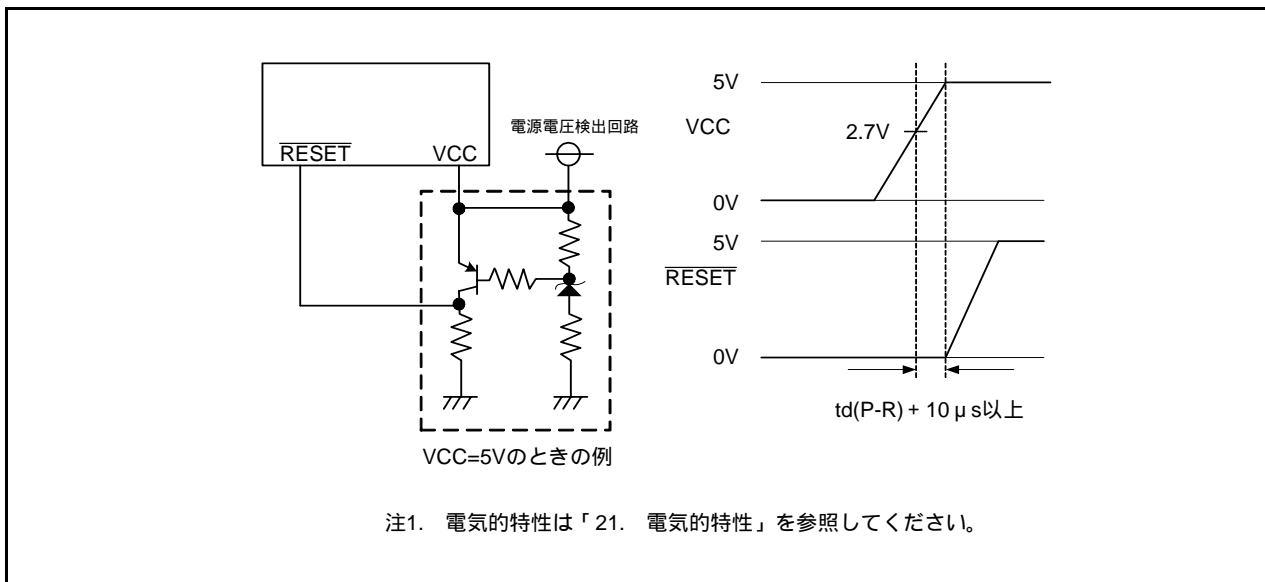 RESET VCC
電源電圧検出回路
VCC=5Vのときの例
5V
VCC 2.7V
0V
5V
RESET
0V
td(P-R) + 10 μ s以上
注1. 電気的特性は「21. 電気的特性」を参照してください。